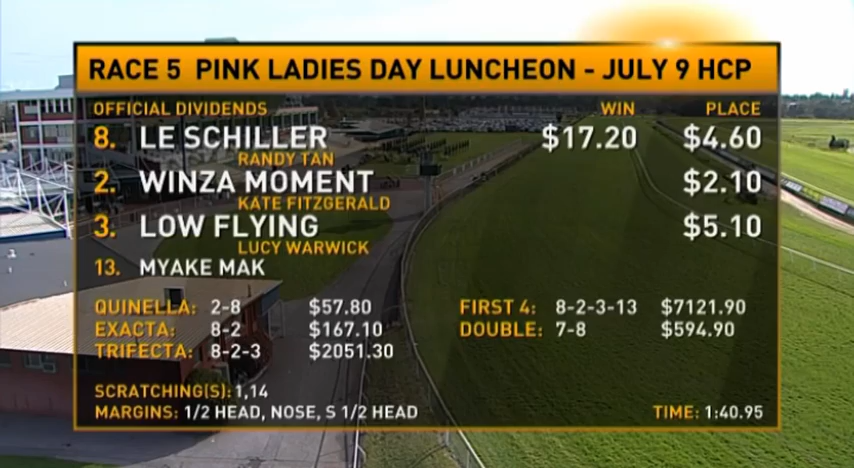 RACE 5 PINK LADIES DAY LUNCHEON - JULY 9 HCP
OFFICIAL DIVIDENDS WIN PLACE
8. LE SCHILLER $17.20 $4.60
RANDY TAN
2. WINZA MOMENT $2.10
KATE FITZGERALD
3. LOW FLYING $5.10
LUCY WARWICK
13. MYAKE MAK
QUINELLA: 2-8 $57.80 FIRST 4: 8-2-3-13 $7121.90
EXACTA: 8-2 $167.10 DOUBLE: 7-8 $594.90
TRIFECTA: 8-2-3 $2051.30
SCRATCHING(S): 1,14
MARGINS: 1/2 HEAD, NOSE, S 1/2 HEAD TIME: 1:40.95